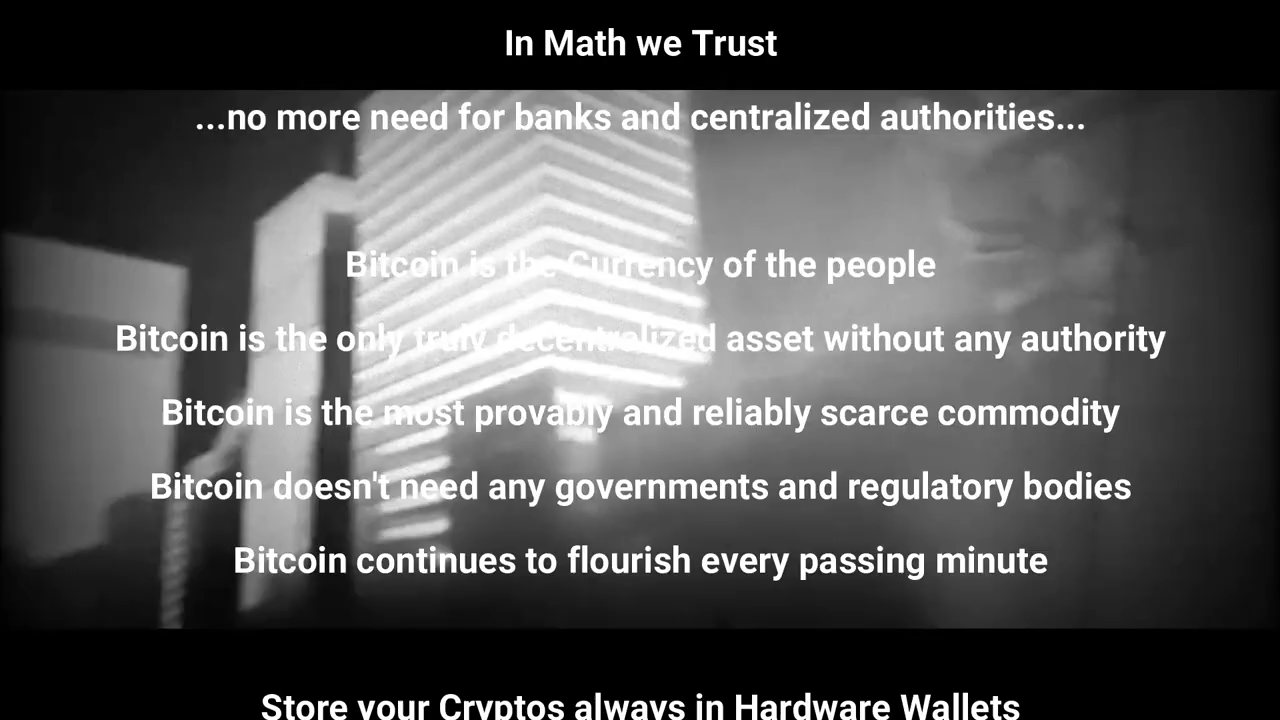 In Math we Trust
...no more need for banks and centralized authorities...
Bitcoin is the Currency of the people
Bitcoin is the only truly decentralized asset without any authority
Bitcoin is the most provably and reliably scarce commodity
Bitcoin doesn't need any governments and regulatory bodies
Bitcoin continues to flourish every passing minute
Store your Cryptos always in Hardware Wallets